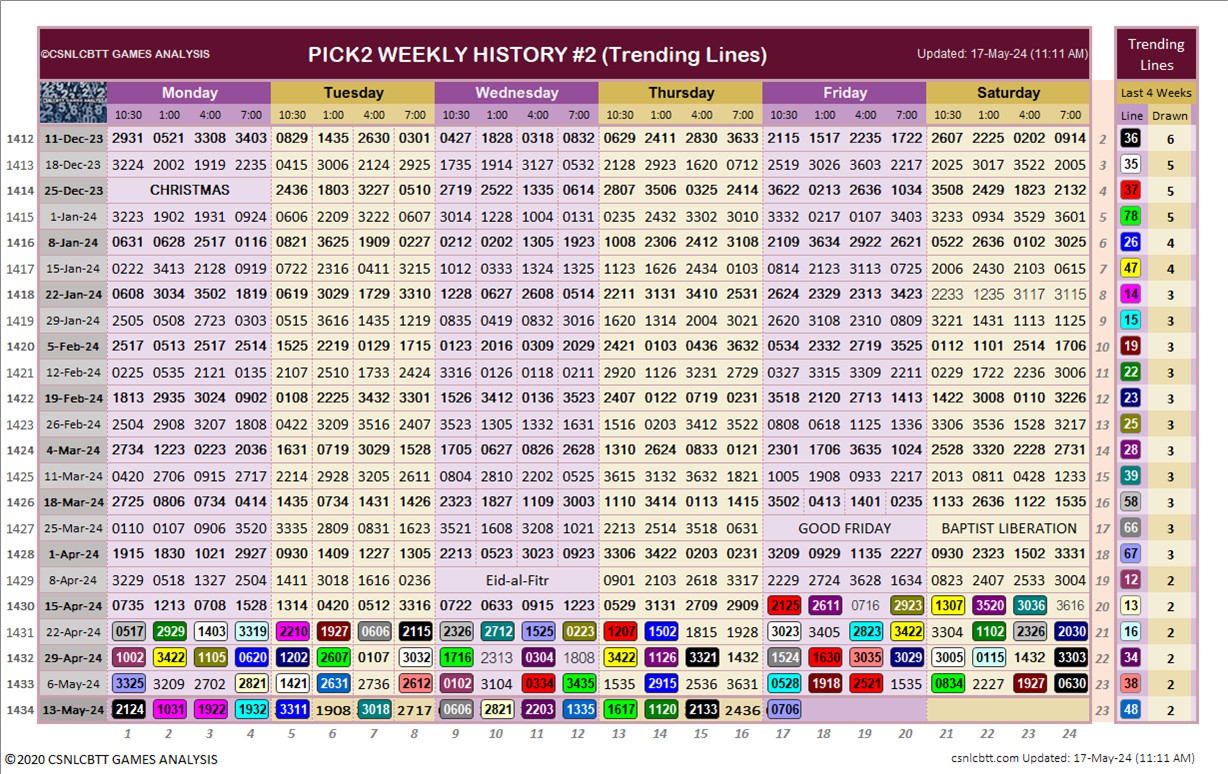 ©CSNLCBTT GAMES ANALYSIS PICK2 WEEKLY HISTORY #2 (Trending Lines) Updated: 17-May-24 (11:11 AM) Trending Lines
Monday Tuesday Wednesday Thursday Friday Saturday Last 4 Weeks
10:30 1:00 4:00 7:00 10:30 1:00 4:00 7:00 10:30 1:00 4:00 7:00 10:30 1:00 4:00 7:00 10:30 1:00 4:00 7:00 10:30 1:00 4:00 7:00 Line Drawn
1412 11-Dec-23 2931 0521 3308 3403 0829 1435 2630 0301 0427 1828 0318 0832 0629 2411 2830 3633 2115 1517 2235 1722 2607 2225 0202 0914 2 36 6
1413 18-Dec-23 3224 2002 1919 2235 0415 3006 2124 2925 1735 1914 3127 0532 2128 2923 1620 0712 2519 3026 3603 2217 2025 3017 3522 2005 3 35 5
1414 25-Dec-23 CHRISTMAS 2436 1803 3227 0510 2719 2522 1335 0614 2807 3506 0325 2414 3622 0213 2636 1034 3508 2429 1823 2132 4 37 5
1415 1-Jan-24 3223 1902 1931 0924 0606 2209 3222 0607 3014 1228 1004 0131 0235 2432 3302 3010 3332 0217 0107 3403 3233 0934 3529 3601 5 78 5
1416 8-Jan-24 0631 0628 2517 0116 0821 3625 1909 0227 0212 0202 1305 1923 1008 2306 2412 3108 2109 3634 2922 2621 0522 2636 0102 3025 6 26 4
1417 15-Jan-24 0222 3413 2128 0919 0722 2316 0411 3215 1012 0333 1324 1325 1123 1626 2434 0103 0814 2123 3113 0725 2006 2430 2103 0615 7 47 4
1418 22-Jan-24 0608 3034 3502 1819 0619 3029 1729 3319 1228 0627 2608 0514 2211 3131 3410 2531 2624 2329 2313 3423 2233 1235 3117 3115 8 14 3
1419 29-Jan-24 2505 0508 2723 0303 0515 3616 1435 1213 0835 0419 0832 3016 1620 1314 2004 3021 2620 3108 2310 0809 3221 1431 1113 1125 9 15 3
1420 5-Feb-24 2517 0513 2517 2514 1525 2219 0129 1715 0123 2016 0309 2029 2421 0103 0436 3632 0534 2332 2719 3525 0112 1101 2514 1706 10 19 3
1421 12-Feb-24 0225 0535 2121 0135 2107 2510 1733 2424 3316 0126 0118 0211 2920 1126 3231 2729 0327 3315 3309 2211 0229 1722 2236 3006 11 22 3
1422 19-Feb-24 1813 2935 3024 0902 0108 2225 3432 3301 1526 3412 0136 3523 2407 0122 0719 0231 3518 2120 2713 1413 1422 3008 0110 3226 12 23 3
1423 26-Feb-24 2504 2908 3207 1808 0422 3209 3516 2407 3523 1305 1332 1631 1516 0203 3412 3522 0808 0618 1125 1336 3306 3536 1528 3217 13 25 3
1424 4-Mar-24 2734 1223 0223 2036 1631 0719 3029 1528 1705 0627 0826 2628 1310 2624 0833 0121 2301 1706 3635 1024 2528 3320 2228 2731 14 28 3
1425 11-Mar-24 0420 2706 0915 2717 2214 2928 3205 2611 0804 2810 2202 0525 3615 3132 3632 1821 1005 1908 0933 2217 2013 0811 0428 1233 15 39 3
1426 18-Mar-24 2725 0806 0734 0414 1435 0734 1431 1426 2323 1827 1109 3003 1110 3414 0113 1415 3502 0413 1401 0235 1133 2636 1122 1535 16 58 3
1427 25-Mar-24 0110 0107 0906 3520 3335 2809 0831 1623 3521 1608 3208 1021 2213 2514 3518 0631 GOOD FRIDAY BAPTIST LIBERATION 17 66 3
1428 1-Apr-24 1915 1830 1021 2927 0930 1409 1227 1305 2213 0523 3023 0923 3306 3422 0203 0231 3209 0929 1135 2227 0930 2323 1502 3331 18 67 3
1429 8-Apr-24 3229 0518 1327 2504 1411 3018 1616 0236 Eid-al-Fitr 0901 2103 2618 3317 2229 2724 3628 1634 0823 2407 2533 3004 19 12 2
1430 15-Apr-24 0735 1213 0708 1528 1314 0420 0512 3316 0722 0633 0915 1223 0529 3131 2709 2909 2125 2611 0716 2923 1307 3520 3036 3616 20 13 2
1431 22-Apr-24 0517 2929 1403 3319 2210 1927 0606 2115 2326 2712 1525 0223 1207 1502 1815 1928 3023 3405 2823 3422 3304 1102 2326 2030 21 16 2
1432 29-Apr-24 1002 3422 1105 0620 1202 2607 0107 3032 1716 2313 0304 1808 3422 1126 3321 1432 1524 1630 3035 3029 3005 0115 1432 3303 22 34 2
1433 6-May-24 3325 3209 2702 2821 1421 2631 2736 2612 0102 3104 0334 3435 1535 2915 2536 3631 0528 1918 2521 1535 0834 2227 1927 0630 23 38 2
1434 13-May-24 2124 1031 1922 1932 3311 1908 3018 2717 0606 2821 2203 1335 1617 1120 2133 2436 0706 23 48 2
1 2 3 4 5 6 7 8 9 10 11 12 13 14 15 16 17 18 19 20 21 22 23 24
©2020 CSNLCBTT GAMES ANALYSIS csnlcbtt.com Updated: 17-May-24 (11:11 AM)